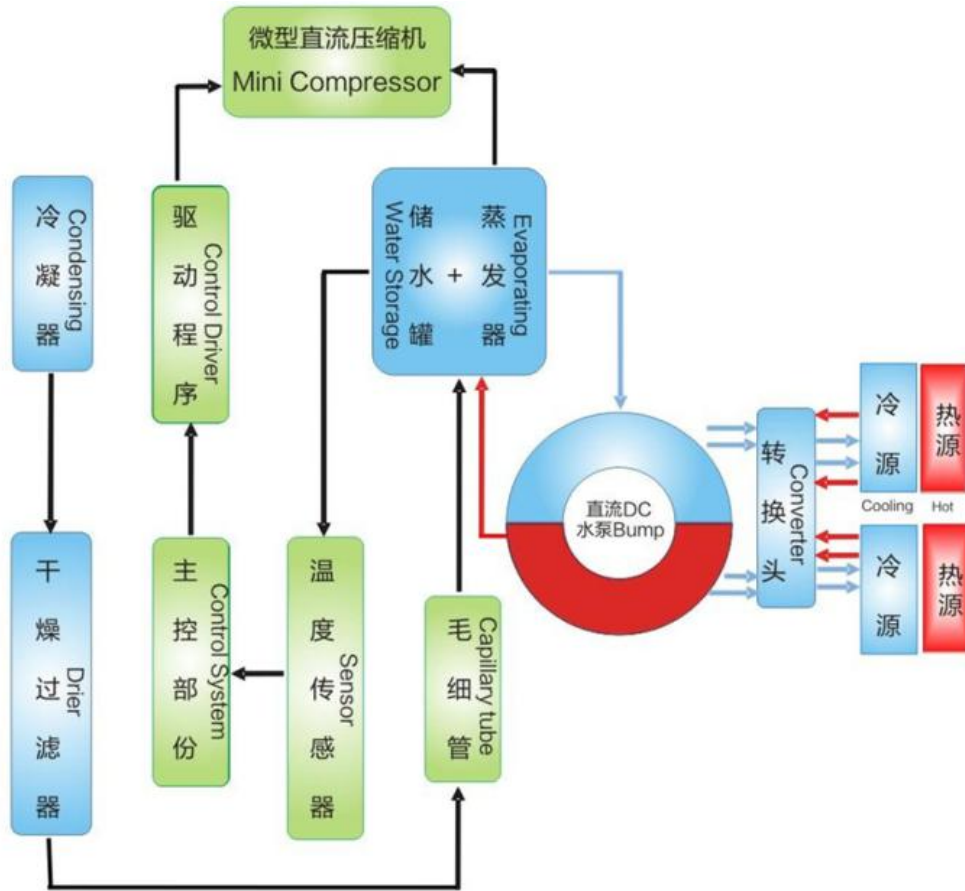 微型直流压缩机
Mini Compressor
冷凝器
Condensing
驱动程序
Control Driver
储水罐
Water Storage
+
蒸发器
Evaporating
干燥过滤器
Drier
主控部份
Control System
温度传感器
Sensor
毛细管
Capillary tube
直流DC
水泵Bump
转换头
Converter
冷源
热源
Cooling
Hot
冷源
热源